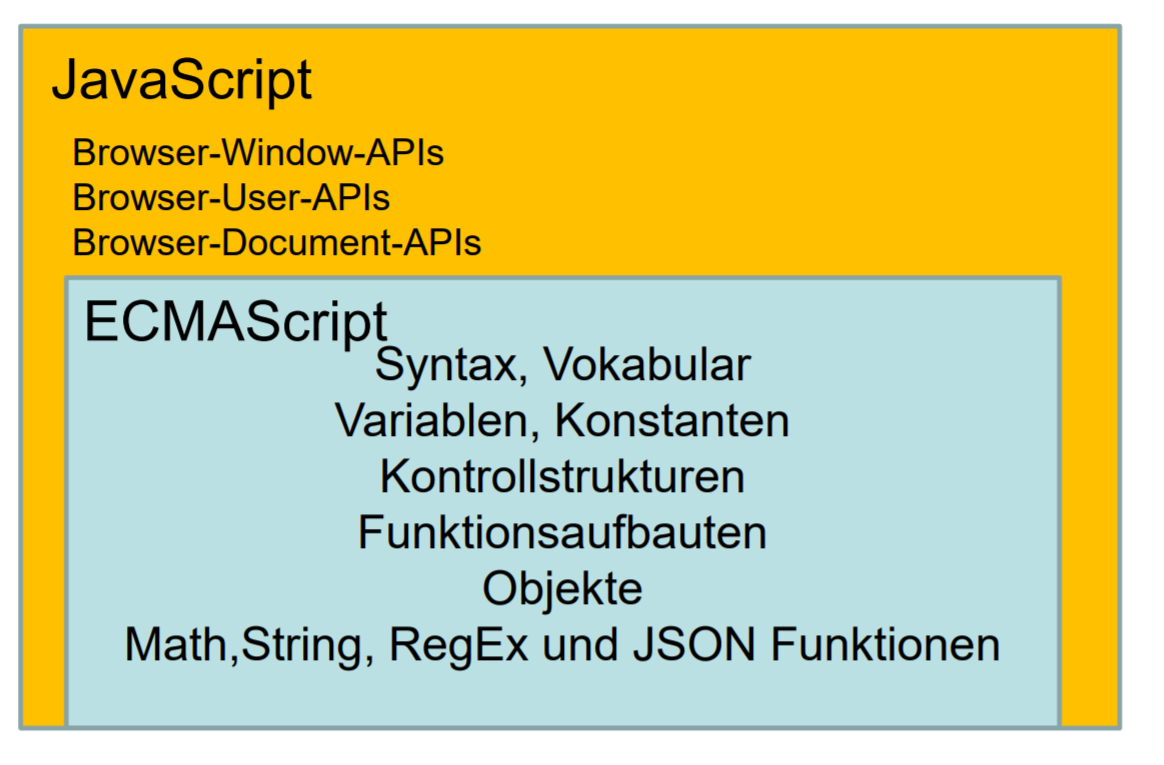 JavaScript
Browser-Window-APIs
Browser-User-APIs
Browser-Document-APIs
ECMAScript
Syntax, Vokabular
Variablen, Konstanten
Kontrollstrukturen
Funktionsaufbauten
Objekte
Math,String, RegEx und JSON Funktionen